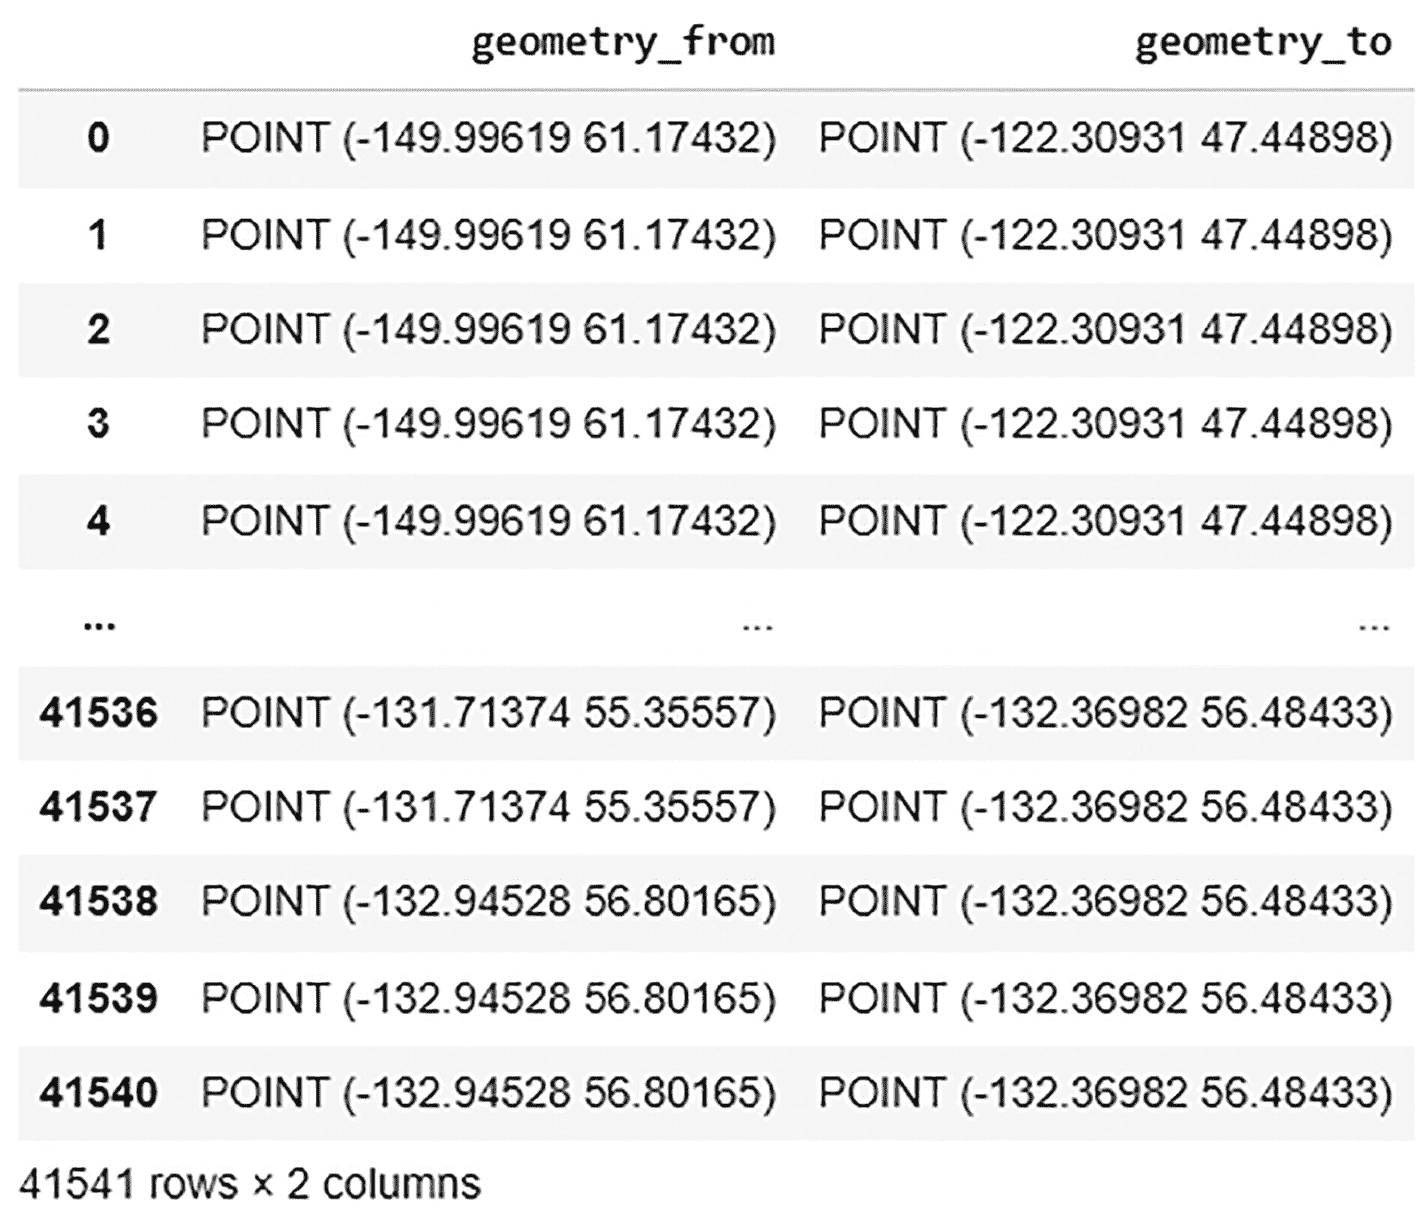 geometry_from geometry_to
0 POINT (-149.99619 61.17432) POINT (-122.30931 47.44898)
1 POINT (-149.99619 61.17432) POINT (-122.30931 47.44898)
2 POINT (-149.99619 61.17432) POINT (-122.30931 47.44898)
3 POINT (-149.99619 61.17432) POINT (-122.30931 47.44898)
4 POINT (-149.99619 61.17432) POINT (-122.30931 47.44898)
... ... ...
41536 POINT (-131.71374 55.35557) POINT (-132.36982 56.48433)
41537 POINT (-131.71374 55.35557) POINT (-132.36982 56.48433)
41538 POINT (-132.94528 56.80165) POINT (-132.36982 56.48433)
41539 POINT (-132.94528 56.80165) POINT (-132.36982 56.48433)
41540 POINT (-132.94528 56.80165) POINT (-132.36982 56.48433)
41541 rows × 2 columns